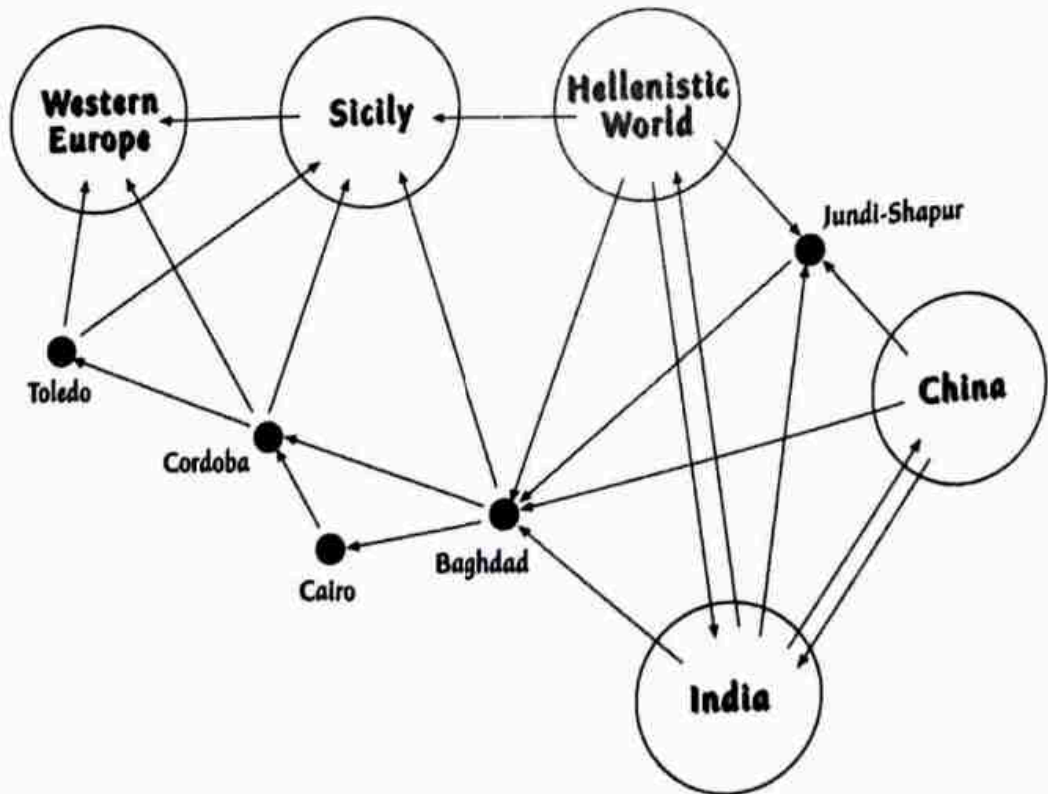 Western
Europe
Sicily
Hellenistic
World
Jundi-Shapur
China
Toledo
Cordoba
Cairo
Baghdad
India